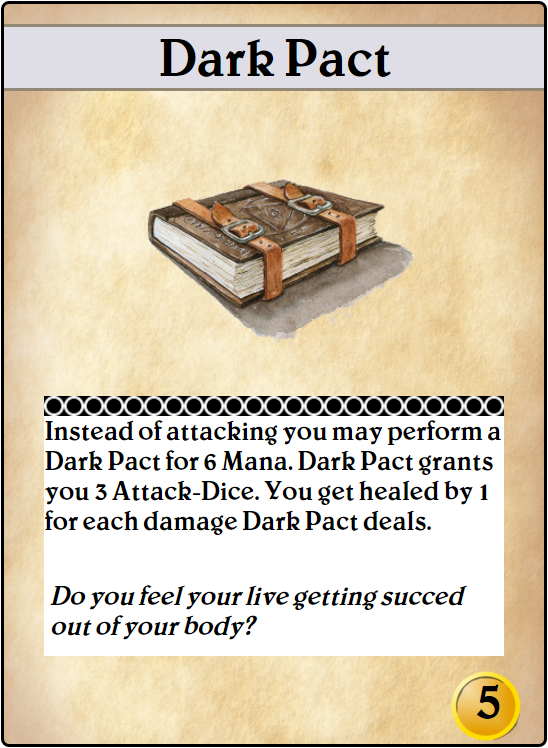 Dark Pact
Instead of attacking you may perform a
Dark Pact for 6 Mana. Dark Pact grants
you 3 Attack-Dice. You get healed by 1
for each damage Dark Pact deals.
Do you feel your live getting succed
out of your body?
5